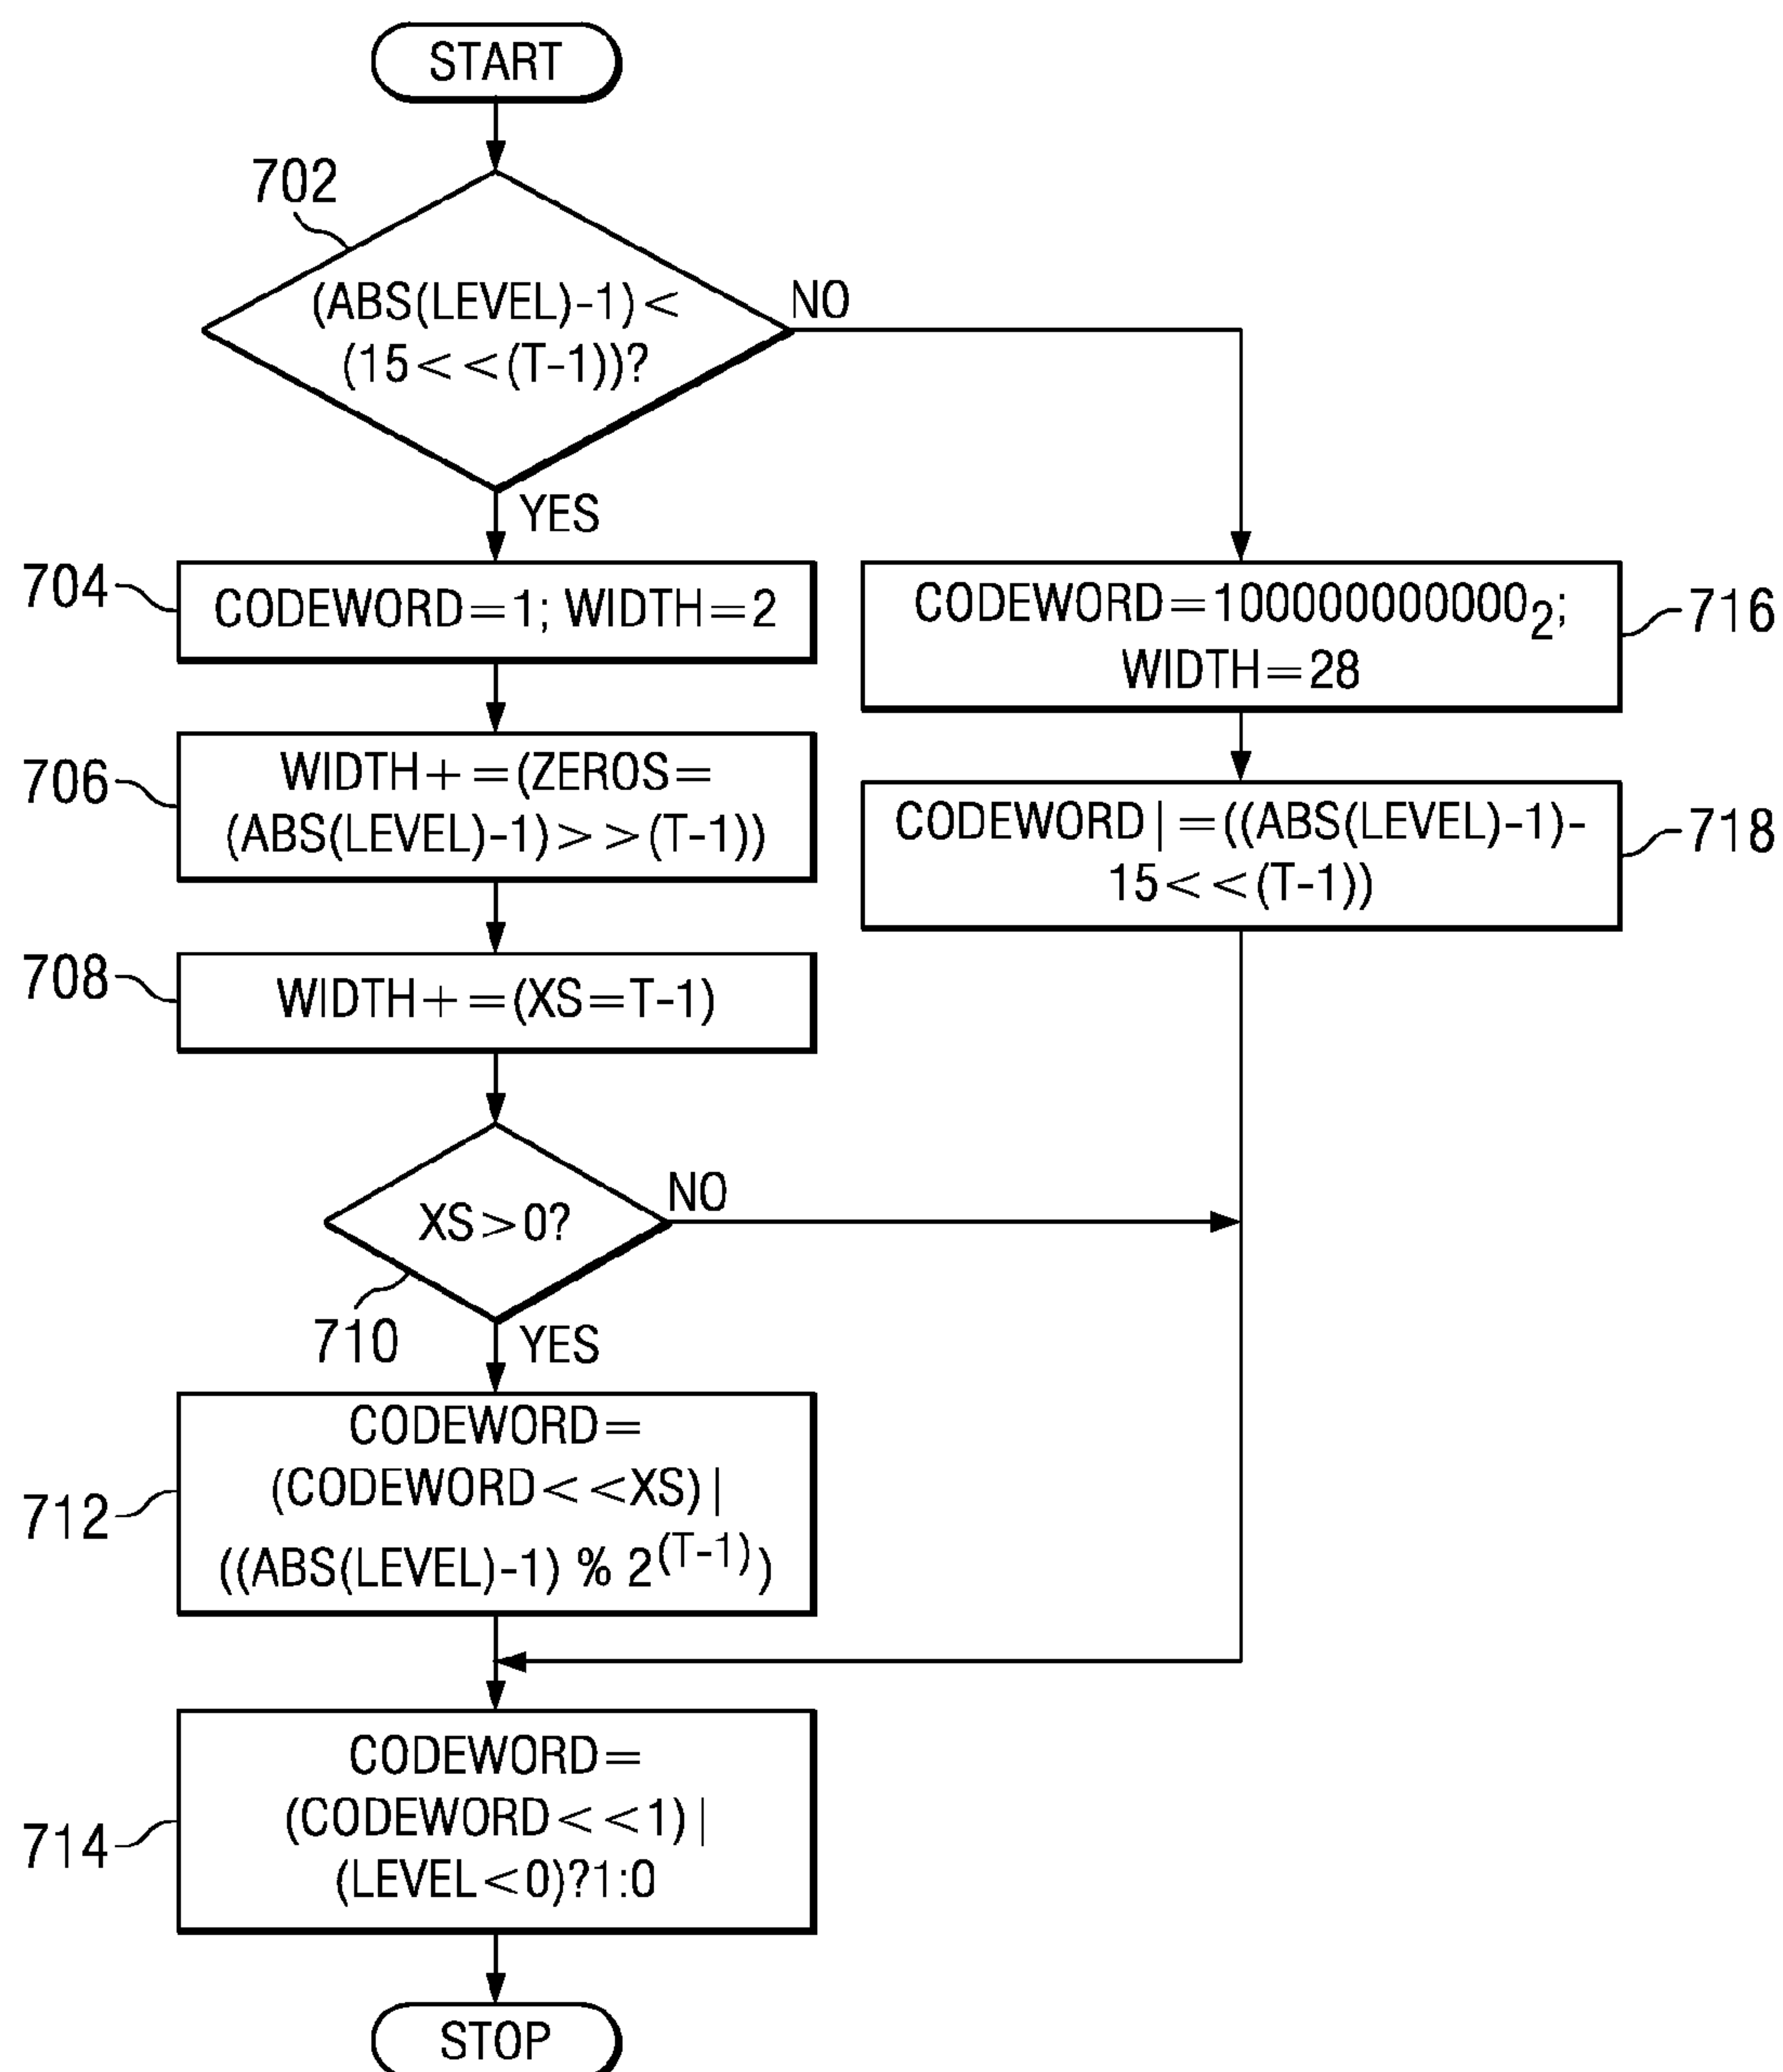 START
702
(ABS(LEVEL)-1)<
(15<<(T-1))?
NO
YES
704
CODEWORD=1; WIDTH=2
706
WIDTH+=(ZEROS=
(ABS(LEVEL)-1)>>(T-1))
708
WIDTH+=(XS=T-1)
XS>0?
NO
710
YES
712
CODEWORD=
(CODEWORD<<XS)|
((ABS(LEVEL)-1) % 2^(T-1))
714
CODEWORD=
(CODEWORD<<1)|
(LEVEL<0)?1:0
STOP
CODEWORD=100000000000₂;
WIDTH=28
716
CODEWORD|=((ABS(LEVEL)-1)-
15<<(T-1))
718